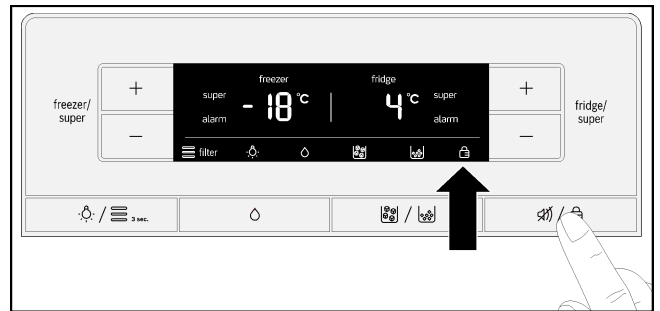 freezer/
super
+
−
freezer
super
alarm
- 18 °C
fridge
4 °C
super
alarm
filter
+
−
fridge/
super
/ 3 sec.
/
/